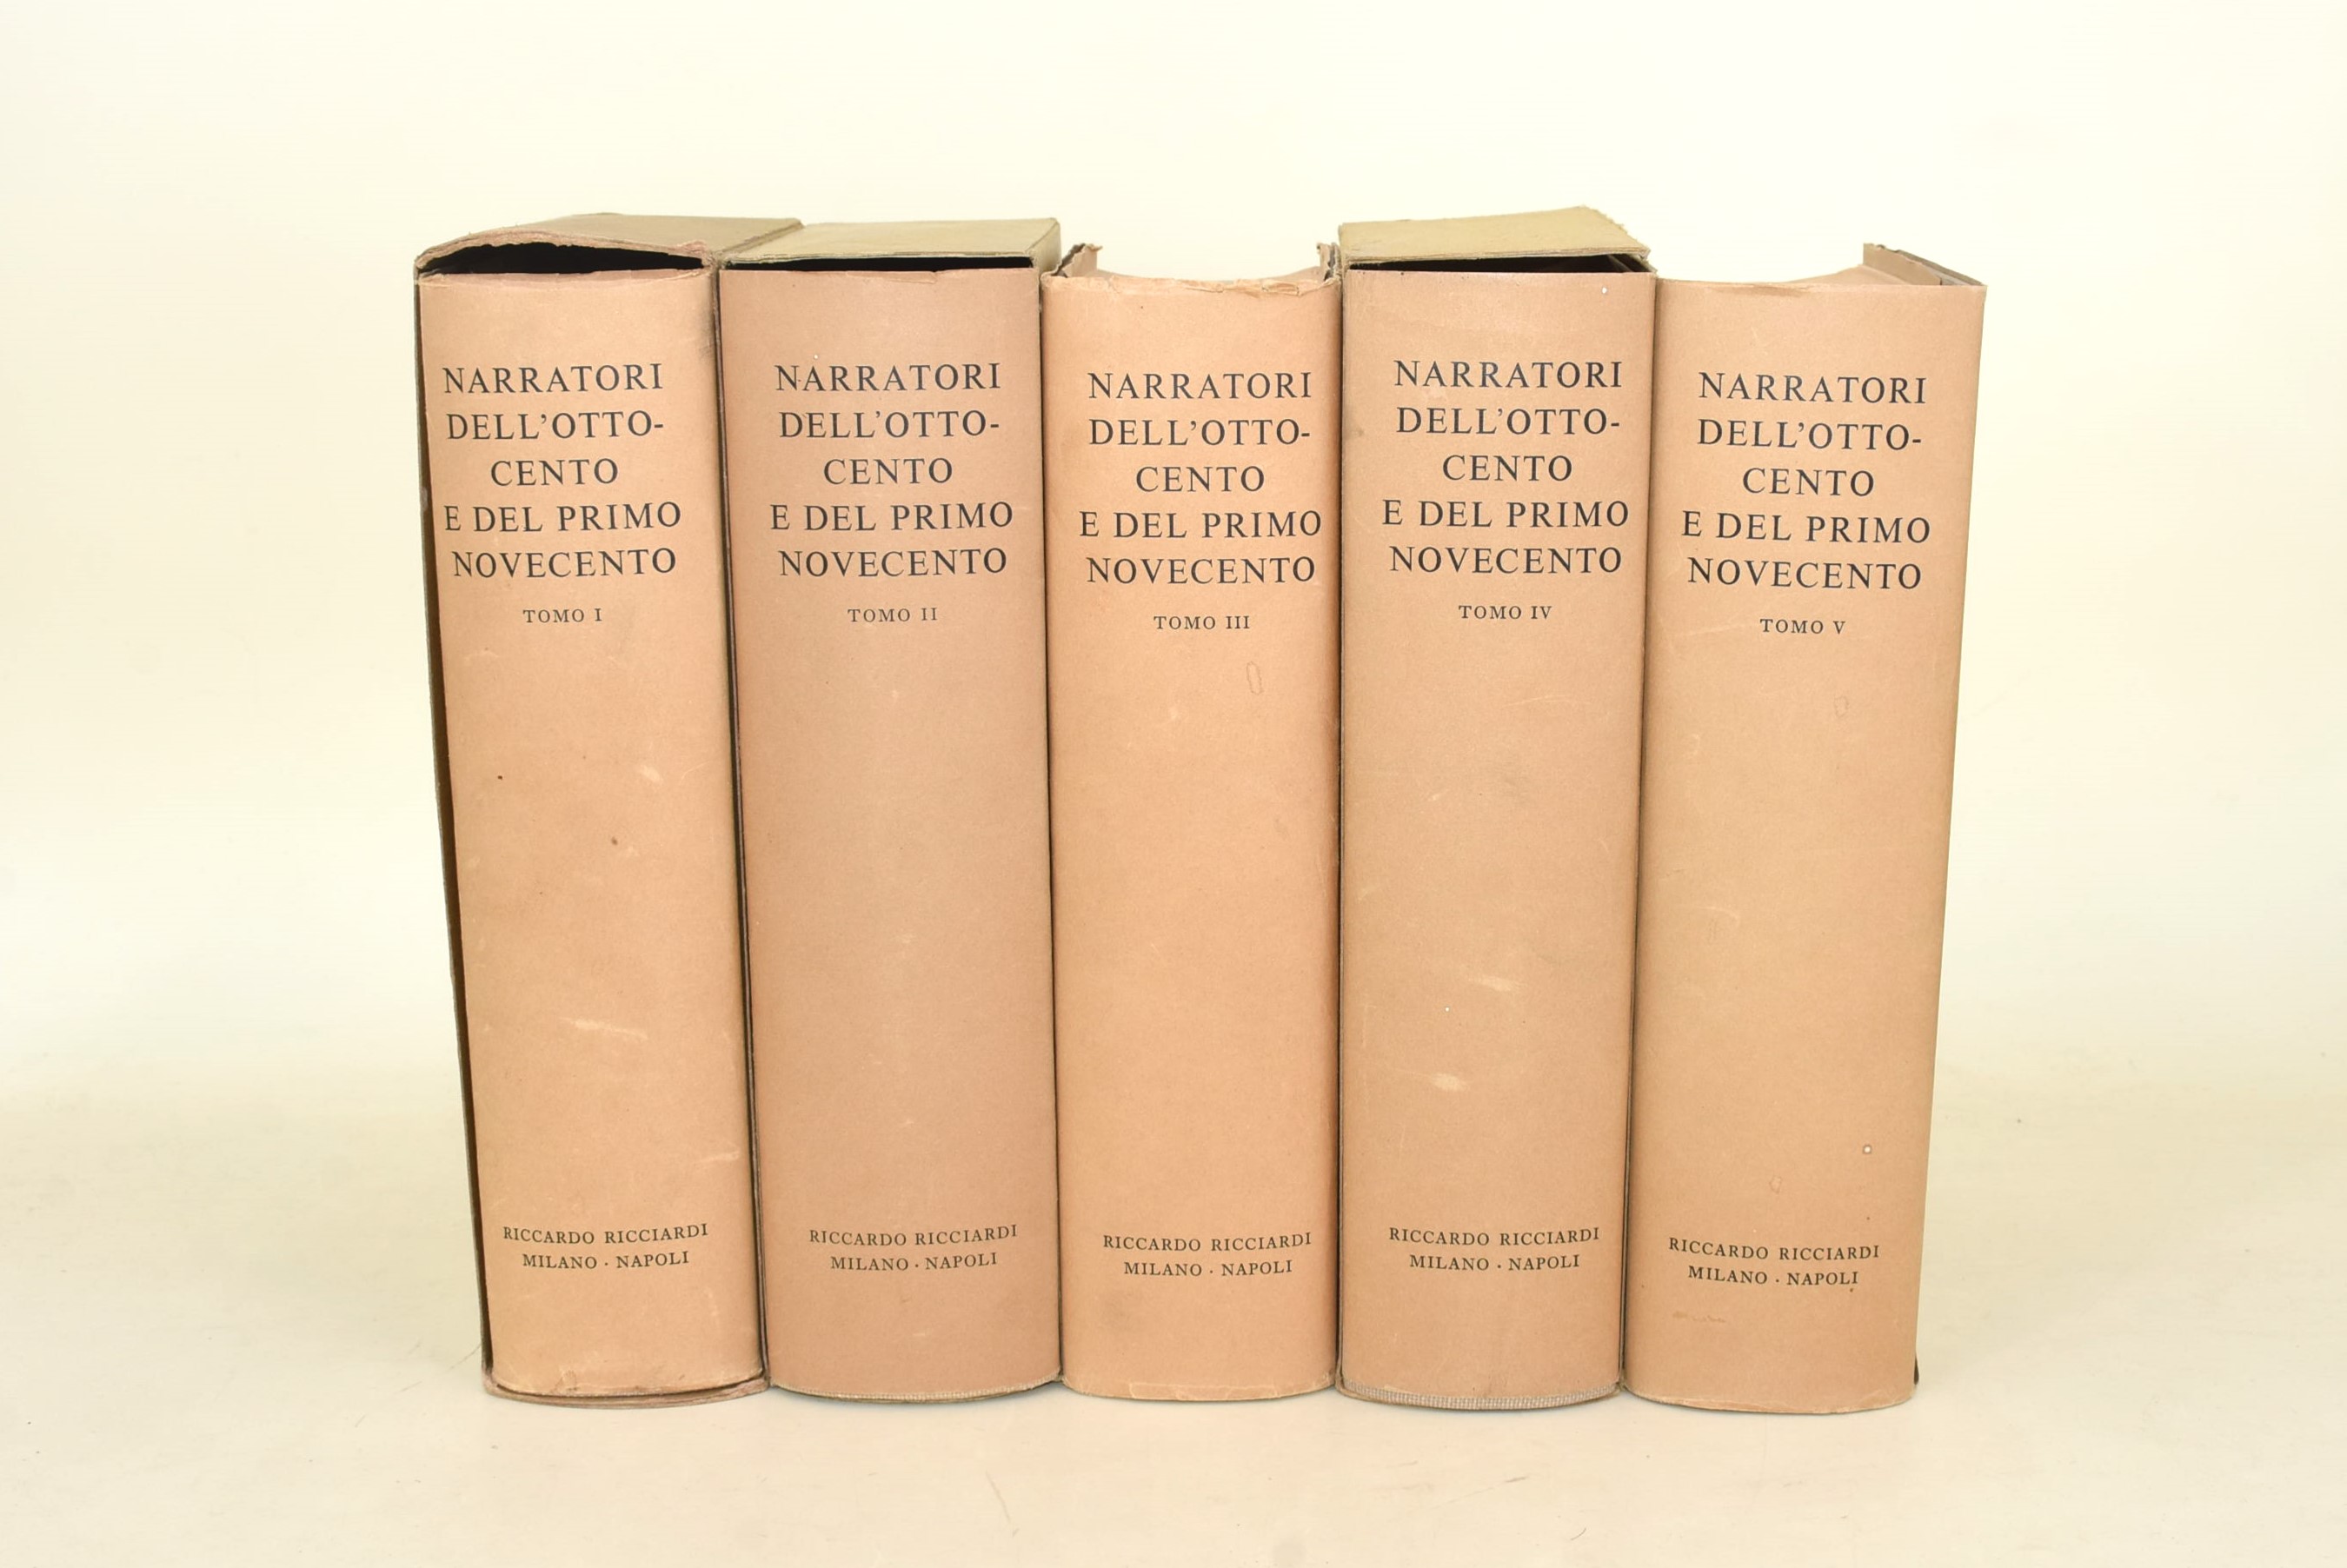 NARRATORI
DELL'OTTO-
CENTO
E DEL PRIMO
NOVECENTO
TOMO I
RICCARDO RICCIARDI
MILANO · NAPOLI
NARRATORI
DELL'OTTO-
CENTO
E DEL PRIMO
NOVECENTO
TOMO II
RICCARDO RICCIARDI
MILANO · NAPOLI
NARRATORI
DELL'OTTO-
CENTO
E DEL PRIMO
NOVECENTO
TOMO III
RICCARDO RICCIARDI
MILANO · NAPOLI
NARRATORI
DELL'OTTO-
CENTO
E DEL PRIMO
NOVECENTO
TOMO IV
RICCARDO RICCIARDI
MILANO · NAPOLI
NARRATORI
DELL'OTTO-
CENTO
E DEL PRIMO
NOVECENTO
TOMO V
RICCARDO RICCIARDI
MILANO · NAPOLI